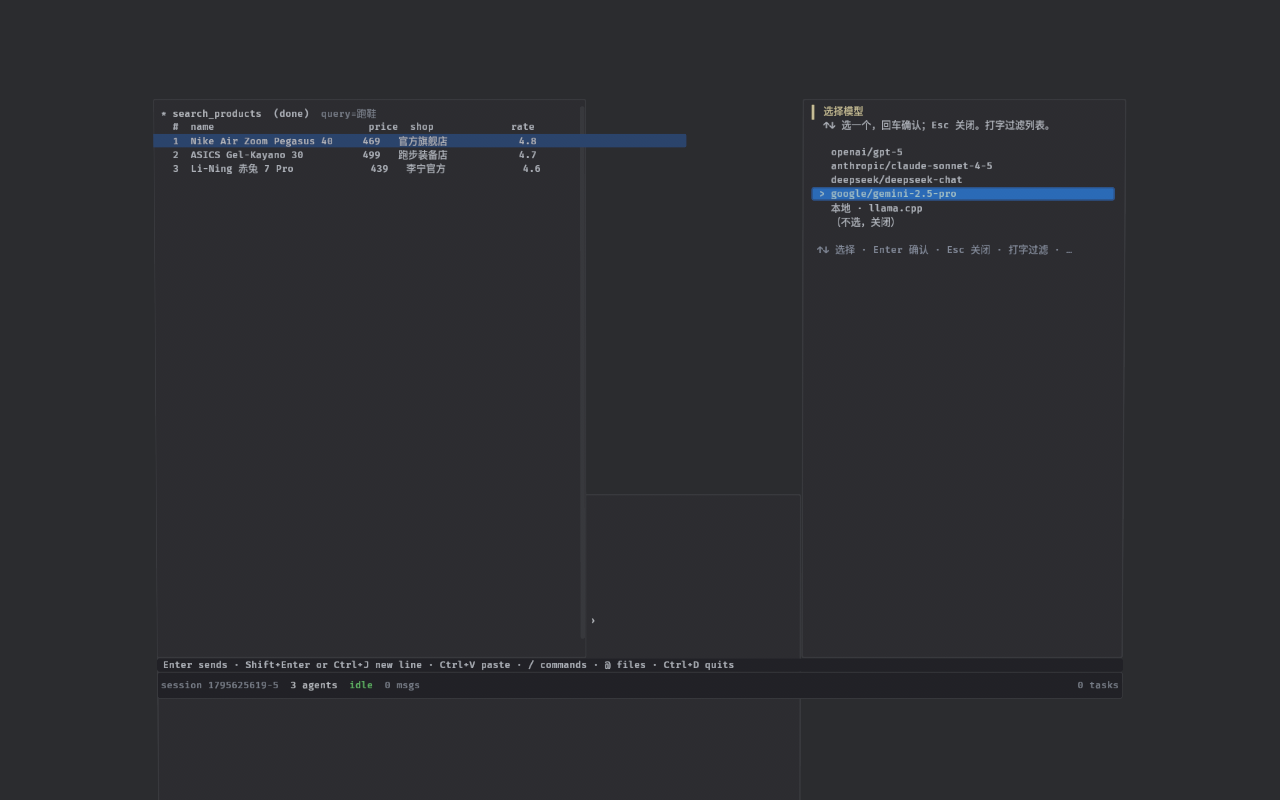 * search_products (done) query=跑鞋
# name price shop rate
1 Nike Air Zoom Pegasus 40 469 官方旗舰店 4.8
2 ASICS Gel-Kayano 30 499 跑步装备店 4.7
3 Li-Ning 赤兔 7 Pro 439 李宁官方 4.6
选择模型
↑↓ 选一个，回车确认；Esc 关闭。打字过滤列表。
openai/gpt-5
anthropic/claude-sonnet-4-5
deepseek/deepseek-chat
> google/gemini-2.5-pro
本地 · llama.cpp
（不选，关闭）
↑↓ 选择 · Enter 确认 · Esc 关闭 · 打字过滤 · …
›
Enter sends · Shift+Enter or Ctrl+J new line · Ctrl+V paste · / commands · @ files · Ctrl+D quits
session 1795625619-5 3 agents idle 0 msgs 0 tasks